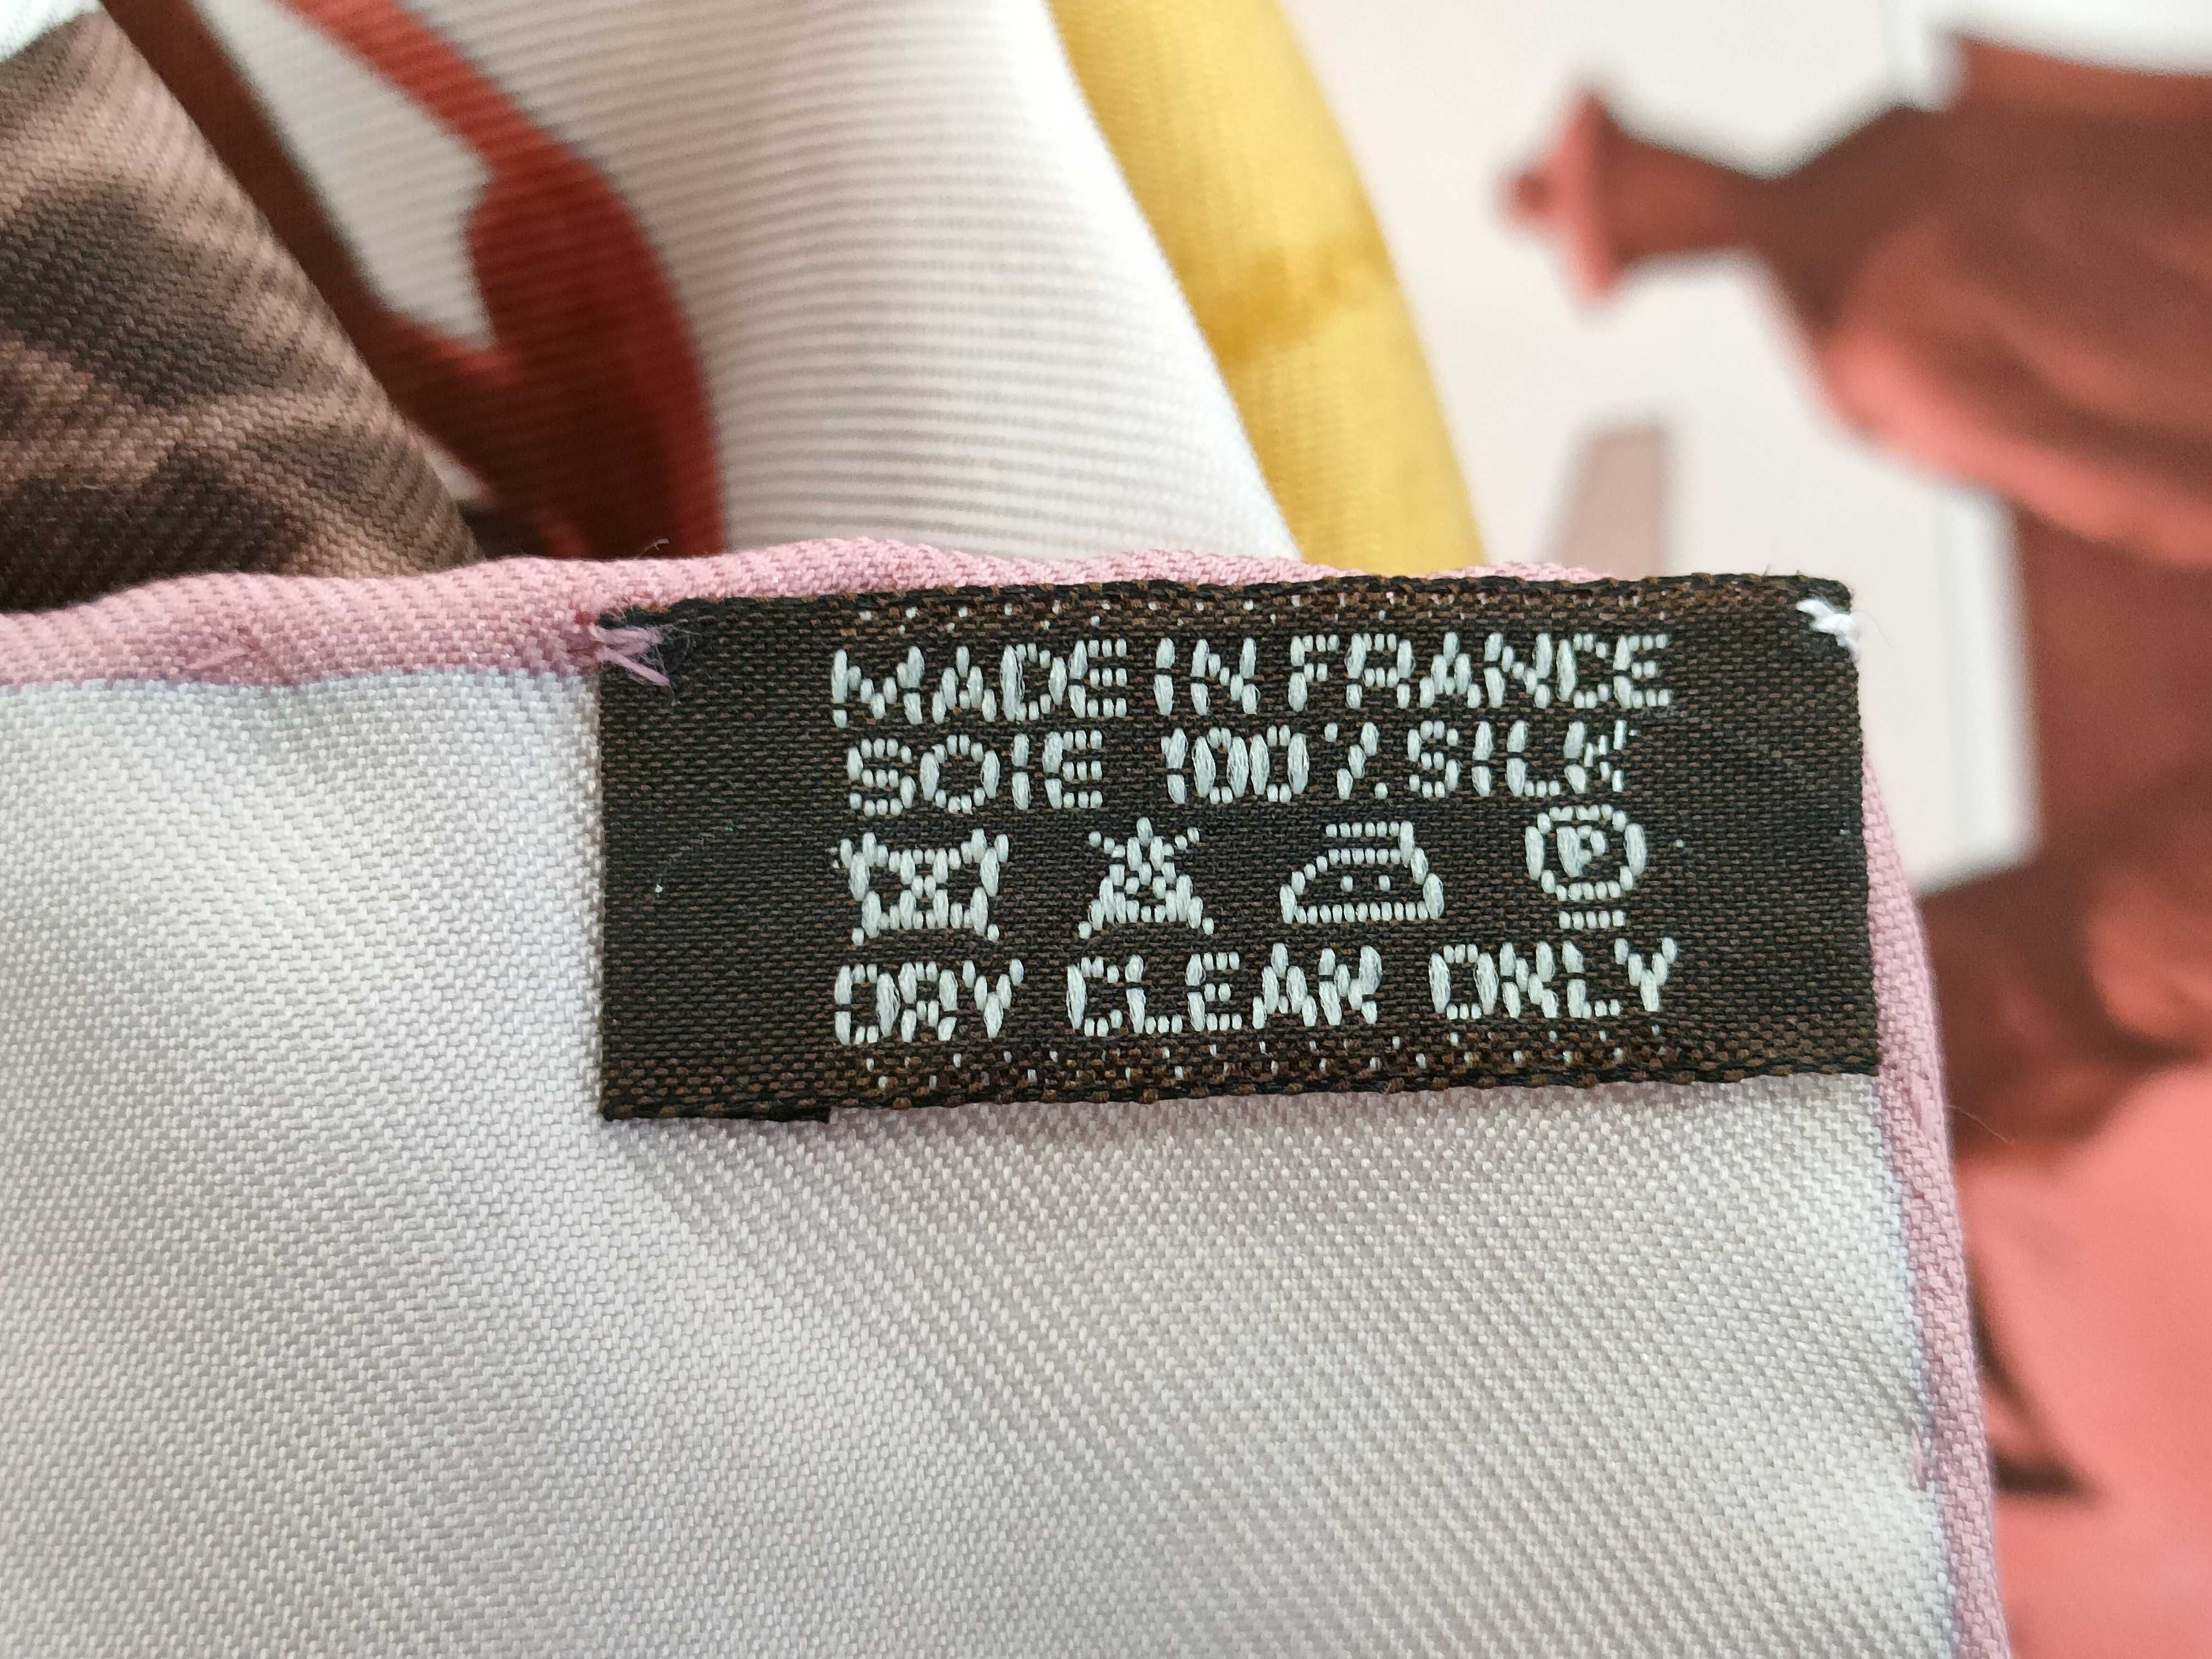 MADE IN FRANCE
SOIE 100% SILK
P
DRY CLEAN ONLY